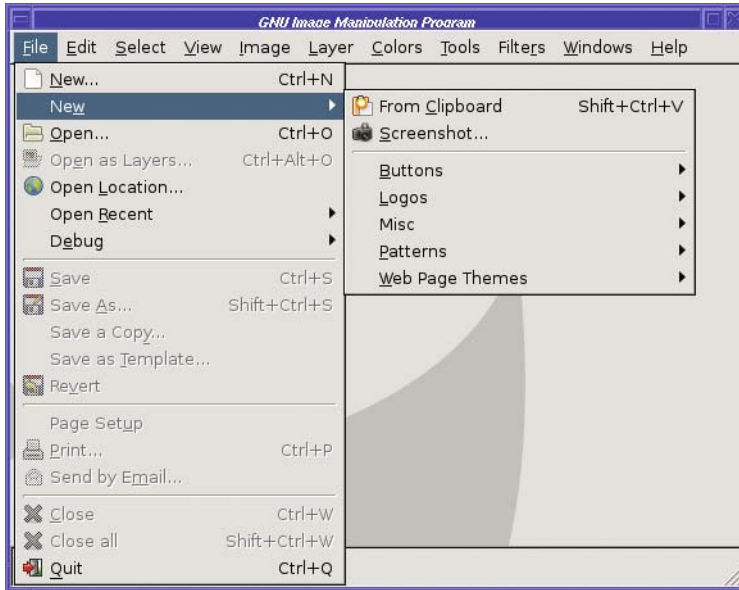 GNU Image Manipulation Program
File Edit Select View Image Layer Colors Tools Filters Windows Help
New... Ctrl+N
New
Open... Ctrl+O
Open as Layers... Ctrl+Alt+O
Open Location...
Open Recent
Debug
Save Ctrl+S
Save As... Shift+Ctrl+S
Save a Copy...
Save as Template...
Revert
Page Setup
Print... Ctrl+P
Send by Email...
Close Ctrl+W
Close all Shift+Ctrl+W
Quit Ctrl+Q
From Clipboard Shift+Ctrl+V
Screenshot...
Buttons
Logos
Misc
Patterns
Web Page Themes